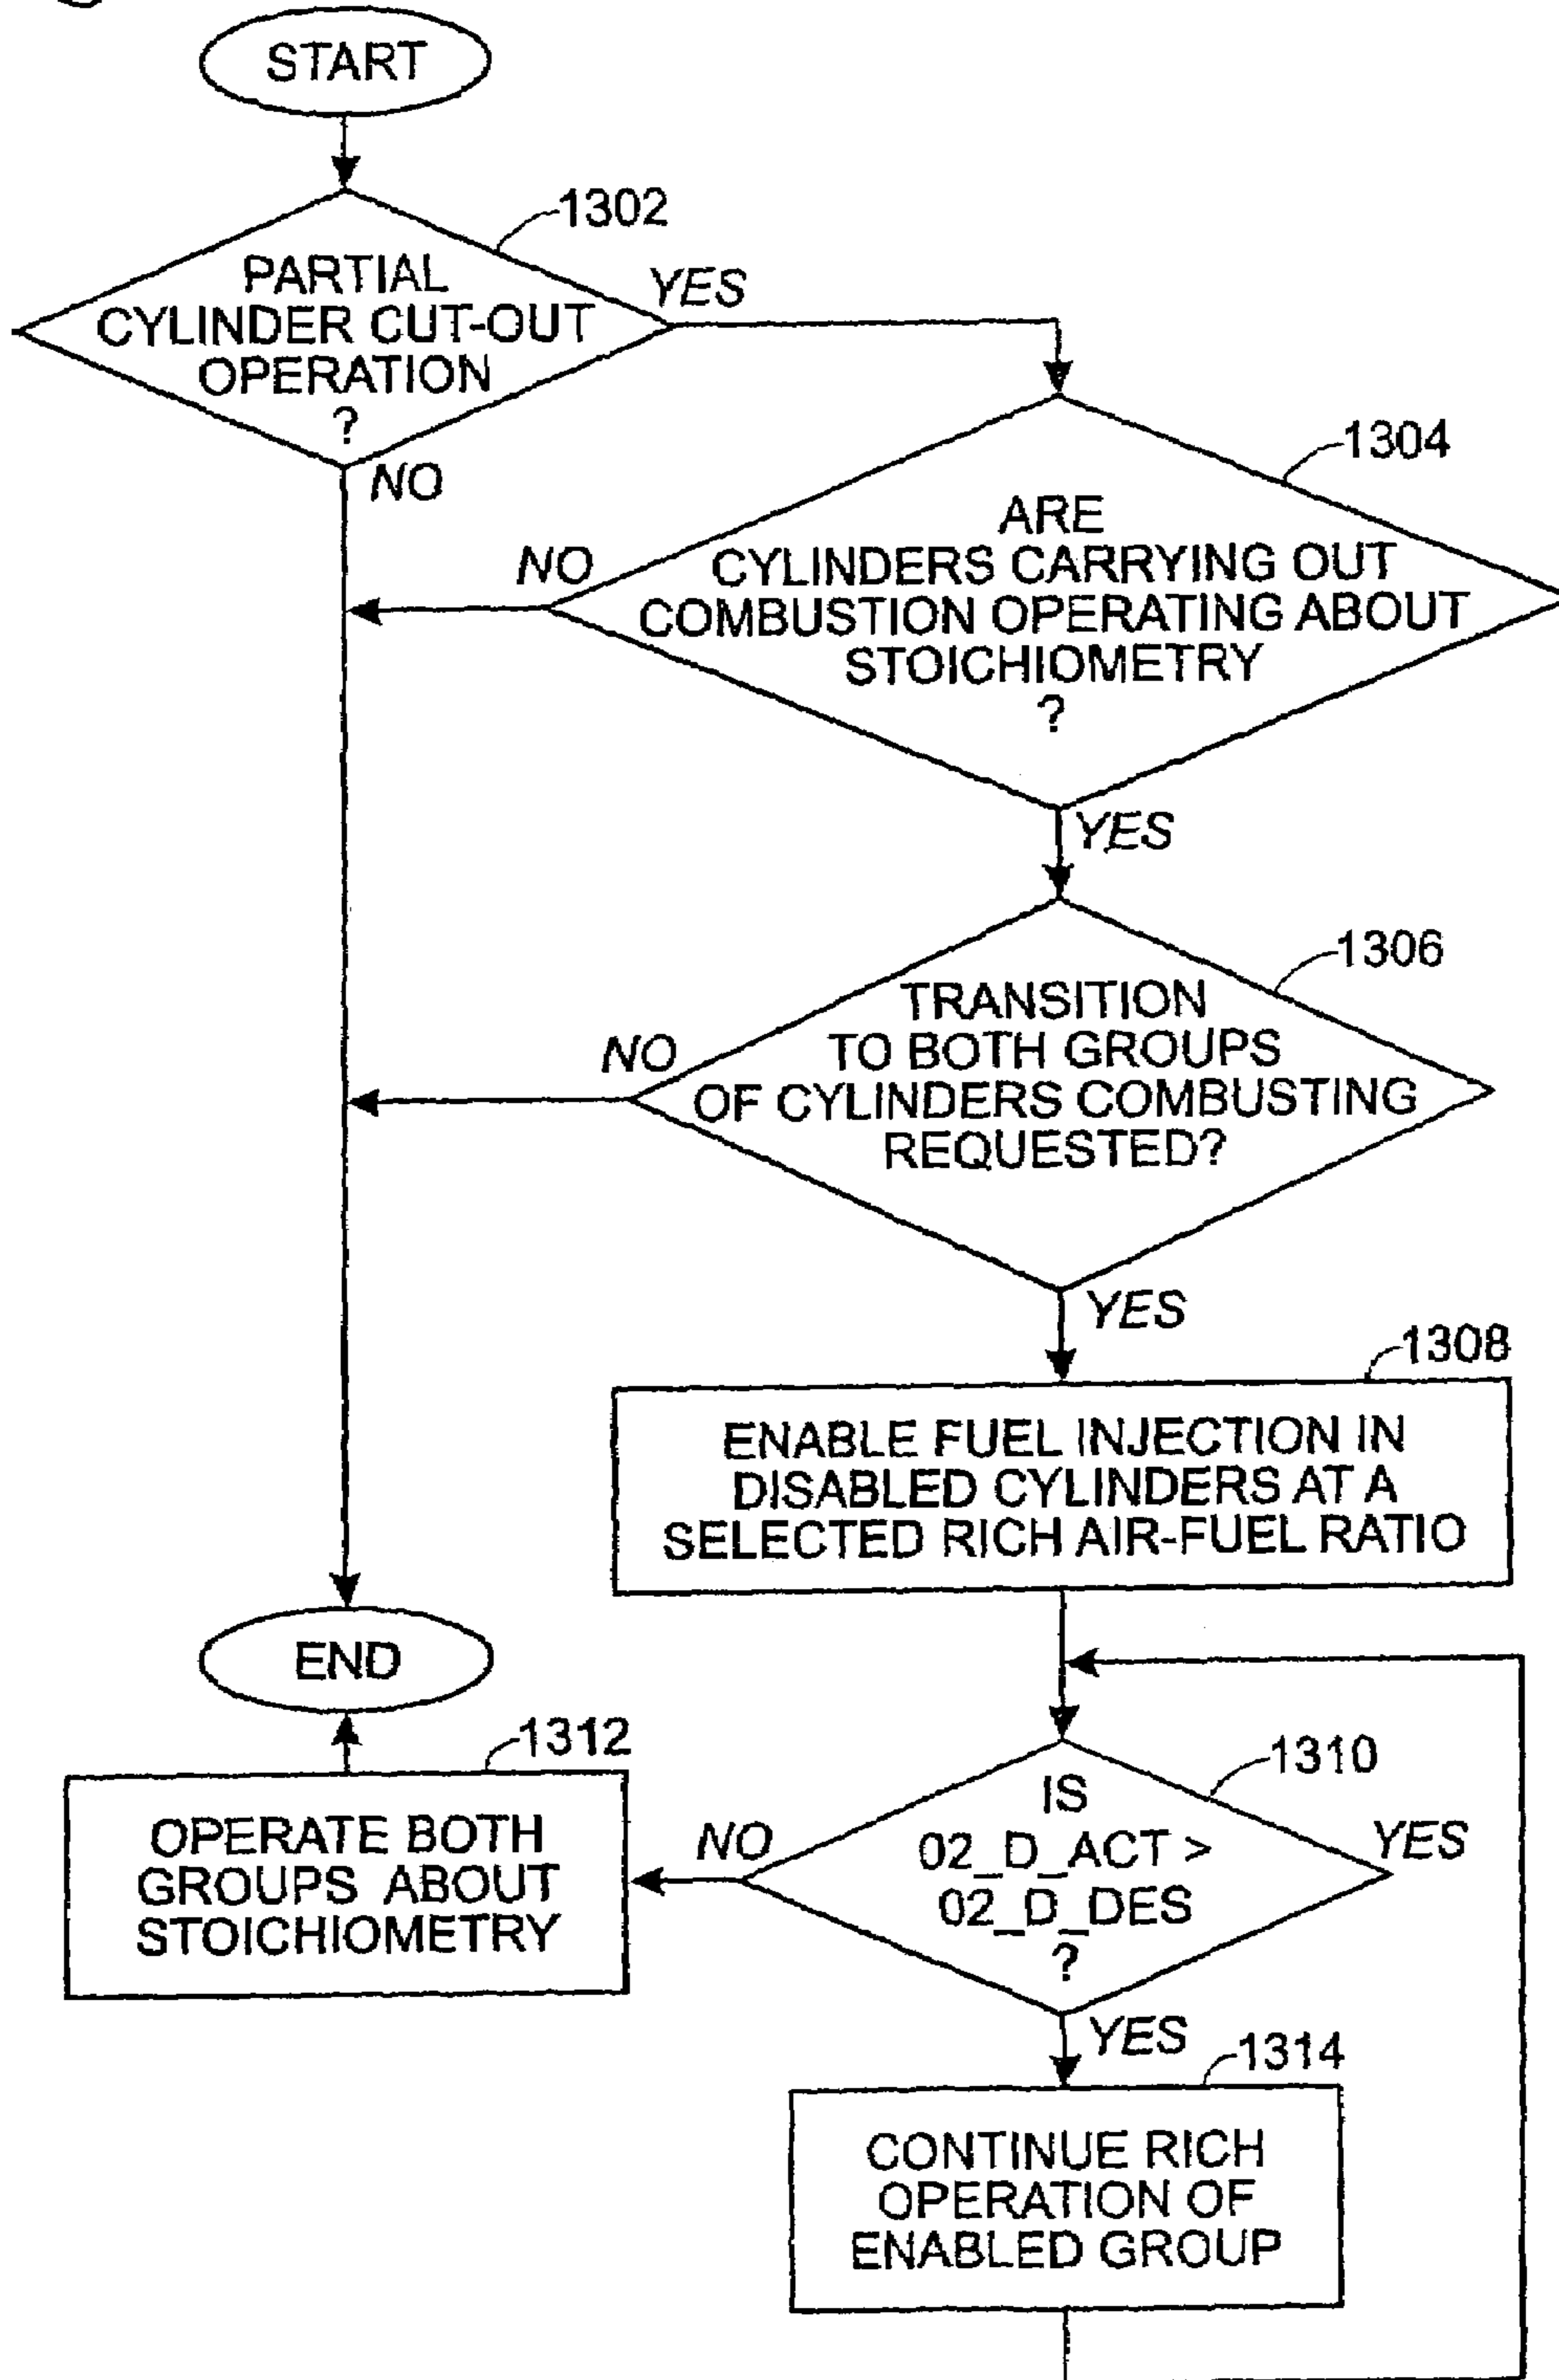 START
1302
PARTIAL
CYLINDER CUT-OUT
OPERATION
?
YES
NO
1304
ARE
CYLINDERS CARRYING OUT
COMBUSTION OPERATING ABOUT
STOICHIOMETRY
?
NO
YES
1306
TRANSITION
TO BOTH GROUPS
OF CYLINDERS COMBUSTING
REQUESTED?
NO
YES
1308
ENABLE FUEL INJECTION IN
DISABLED CYLINDERS AT A
SELECTED RICH AIR-FUEL RATIO
END
1312
OPERATE BOTH
GROUPS ABOUT
STOICHIOMETRY
1310
IS
02_D_ACT >
02_D_DES
?
NO
YES
YES
1314
CONTINUE RICH
OPERATION OF
ENABLED GROUP